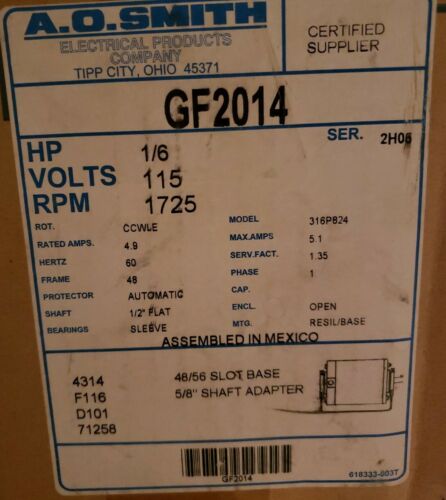 A.O.SMITH
ELECTRICAL PRODUCTS
COMPANY
TIPP CITY, OHIO 45371
CERTIFIED
SUPPLIER
GF2014
SER. 2H06
HP 1/6
VOLTS 115
RPM 1725
ROT. CCWLE
MODEL 316P824
RATED AMPS. 4.9
MAX.AMPS 5.1
HERTZ 60
SERV.FACT. 1.35
FRAME 48
PHASE 1
PROTECTOR AUTOMATIC
CAP.
SHAFT 1/2" FLAT
ENCL. OPEN
BEARINGS SLEEVE
MTG. RESIL/BASE
ASSEMBLED IN MEXICO
4314
F116
D101
71258
48/56 SLOT BASE
5/8" SHAFT ADAPTER
GF2014
618333-003T